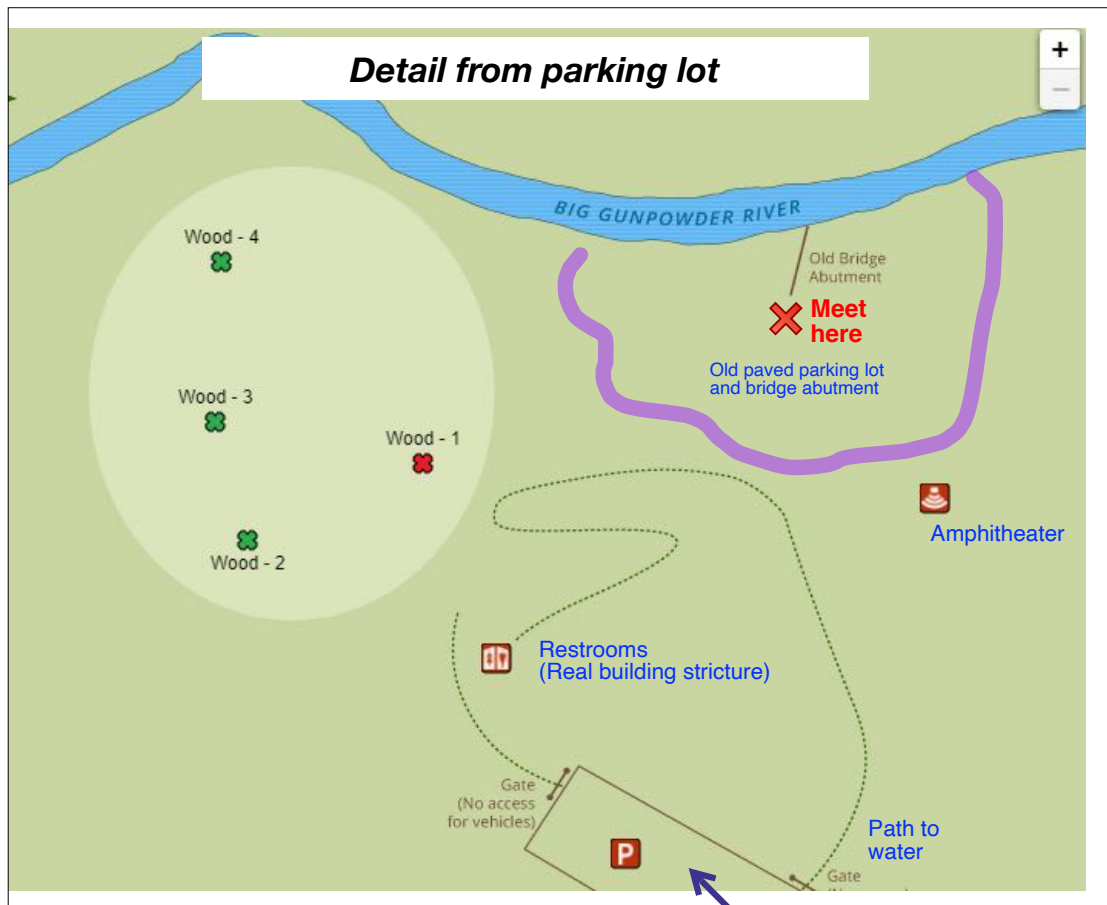 Detail from parking lot
+
−
BIG GUNPOWDER RIVER
Wood - 4
Old Bridge
Abutment
Meet
here
Old paved parking lot
and bridge abutment
Wood - 3
Wood - 1
Amphitheater
Wood - 2
Restrooms
(Real building stricture)
Gate
(No access
for vehicles)
Path to
water
P
Gate